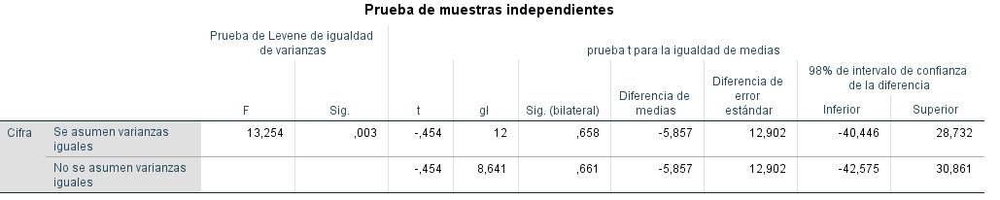 Prueba de muestras independientes
Prueba de Levene de igualdad de varianzas
prueba t para la igualdad de medias
98% de intervalo de confianza de la diferencia
F Sig. t gl Sig. (bilateral) Diferencia de medias Diferencia de error estándar Inferior Superior
Cifra Se asumen varianzas iguales 13,254 ,003 -,454 12 ,658 -5,857 12,902 -40,446 28,732
No se asumen varianzas iguales -,454 8,641 ,661 -5,857 12,902 -42,575 30,861